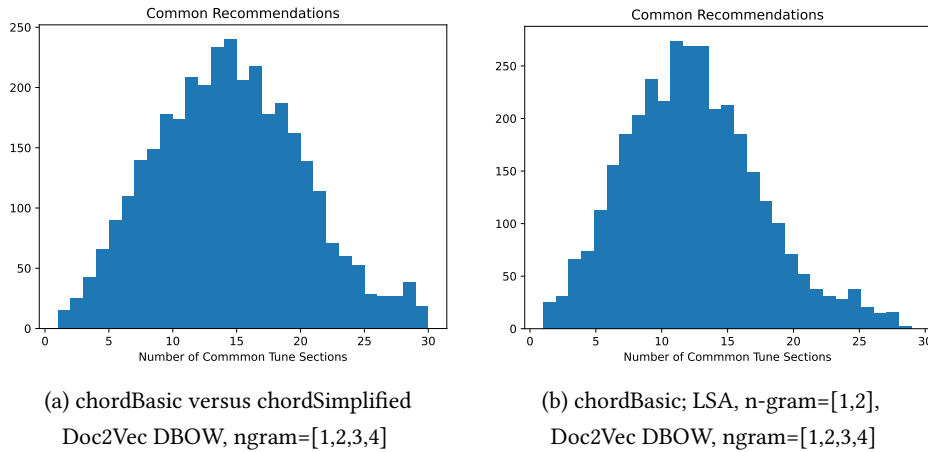 Common Recommendations
250
200
150
100
50
0
0 5 10 15 20 25 30
Number of Commmon Tune Sections
(a) chordBasic versus chordSimplified
Doc2Vec DBOW, ngram=[1,2,3,4]
Common Recommendations
250
200
150
100
50
0
0 5 10 15 20 25 30
Number of Commmon Tune Sections
(b) chordBasic; LSA, n-gram=[1,2],
Doc2Vec DBOW, ngram=[1,2,3,4]